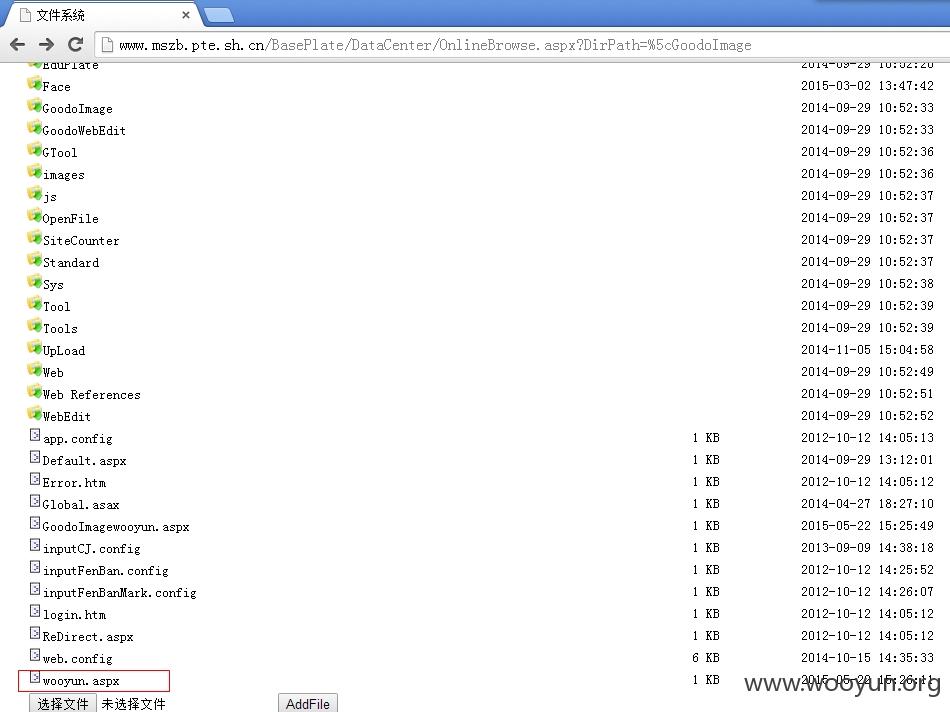 文件系统
www.mszb.pte.sh.cn/BasePlate/DataCenter/OnlineBrowse.aspx?DirPath=%5cGoodoImage
EduPlate 2014-09-29 10:52:26
Face 2015-03-02 13:47:42
GoodoImage 2014-09-29 10:52:33
GoodoWebEdit 2014-09-29 10:52:33
GTool 2014-09-29 10:52:36
images 2014-09-29 10:52:36
js 2014-09-29 10:52:37
OpenFile 2014-09-29 10:52:37
SiteCounter 2014-09-29 10:52:37
Standard 2014-09-29 10:52:37
Sys 2014-09-29 10:52:38
Tool 2014-09-29 10:52:39
Tools 2014-09-29 10:52:39
UpLoad 2014-11-05 15:04:58
Web 2014-09-29 10:52:49
Web References 2014-09-29 10:52:51
WebEdit 2014-09-29 10:52:52
app.config 1 KB 2012-10-12 14:05:13
Default.aspx 1 KB 2014-09-29 13:12:01
Error.htm 1 KB 2012-10-12 14:05:12
Global.asax 1 KB 2014-04-27 18:27:10
GoodoImagewooyun.aspx 1 KB 2015-05-22 15:25:49
inputCJ.config 1 KB 2013-09-09 14:38:18
inputFenBan.config 1 KB 2012-10-12 14:25:52
inputFenBanMark.config 1 KB 2012-10-12 14:26:07
login.htm 1 KB 2012-10-12 14:05:12
ReDirect.aspx 1 KB 2012-10-12 14:05:12
web.config 6 KB 2014-10-15 14:35:33
wooyun.aspx 1 KB 2015-05-22 15:26:11
www.wooyun.org
选择文件 未选择文件 AddFile